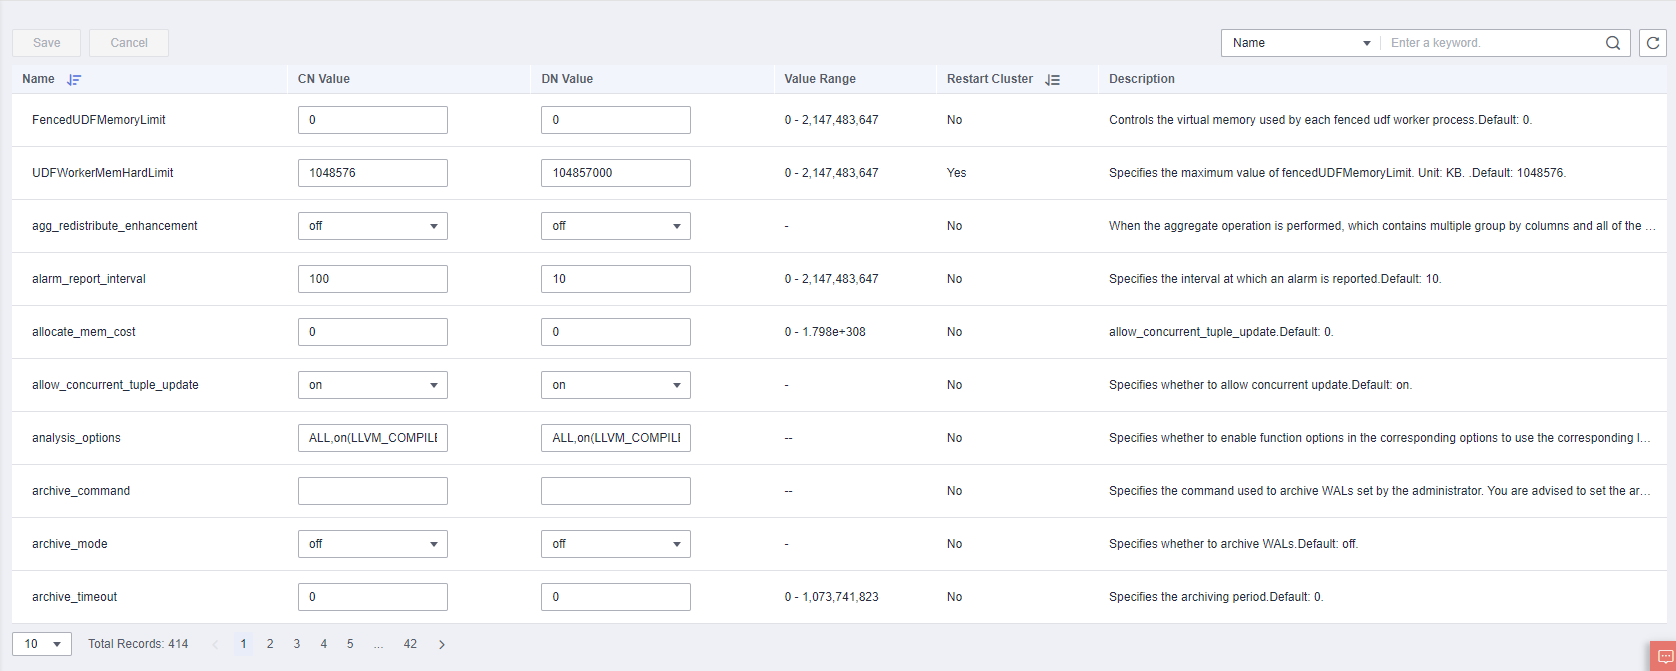 Save Cancel Name Enter a keyword.
Name CN Value DN Value Value Range Restart Cluster Description
FencedUDFMemoryLimit 0 0 0 - 2,147,483,647 No Controls the virtual memory used by each fenced udf worker process.Default: 0.
UDFWorkerMemHardLimit 1048576 104857000 0 - 2,147,483,647 Yes Specifies the maximum value of fencedUDFMemoryLimit. Unit: KB. .Default: 1048576.
agg_redistribute_enhancement off off - No When the aggregate operation is performed, which contains multiple group by columns and all of the ...
alarm_report_interval 100 10 0 - 2,147,483,647 No Specifies the interval at which an alarm is reported.Default: 10.
allocate_mem_cost 0 0 0 - 1.798e+308 No allow_concurrent_tuple_update.Default: 0.
allow_concurrent_tuple_update on on - No Specifies whether to allow concurrent update.Default: on.
analysis_options ALL,on(LLVM_COMPILE ALL,on(LLVM_COMPILE -- No Specifies whether to enable function options in the corresponding options to use the corresponding l...
archive_command -- No Specifies the command used to archive WALs set by the administrator. You are advised to set the ar...
archive_mode off off - No Specifies whether to archive WALs.Default: off.
archive_timeout 0 0 0 - 1,073,741,823 No Specifies the archiving period.Default: 0.
10 Total Records: 414 < 1 2 3 4 5 ... 42 >